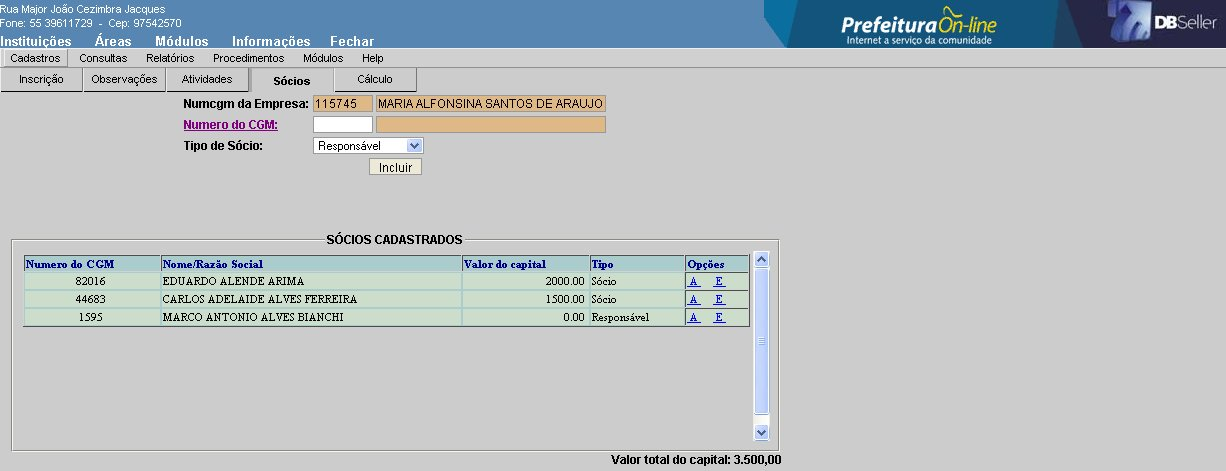 Rua Major João Cezimbra Jacques
Fone: 55 39611729 - Cep: 97542570
Instituições Áreas Módulos Informações Fechar
Prefeitura On-line
Internet a serviço da comunidade
DBSeller
Cadastros Consultas Relatórios Procedimentos Módulos Help
Inscrição Observações Atividades Sócios Cálculo
Numcgm da Empresa: 115745 MARIA ALFONSINA SANTOS DE ARAUJO
Numero do CGM:
Tipo de Sócio: Responsável
Incluir
SÓCIOS CADASTRADOS
Numero do CGM Nome/Razão Social Valor do capital Tipo Opções
82016 EDUARDO ALENDE ARIMA 2000.00 Sócio A E
44683 CARLOS ADELAIDE ALVES FERREIRA 1500.00 Sócio A E
1595 MARCO ANTONIO ALVES BIANCHI 0.00 Responsável A E
Valor total do capital: 3.500,00